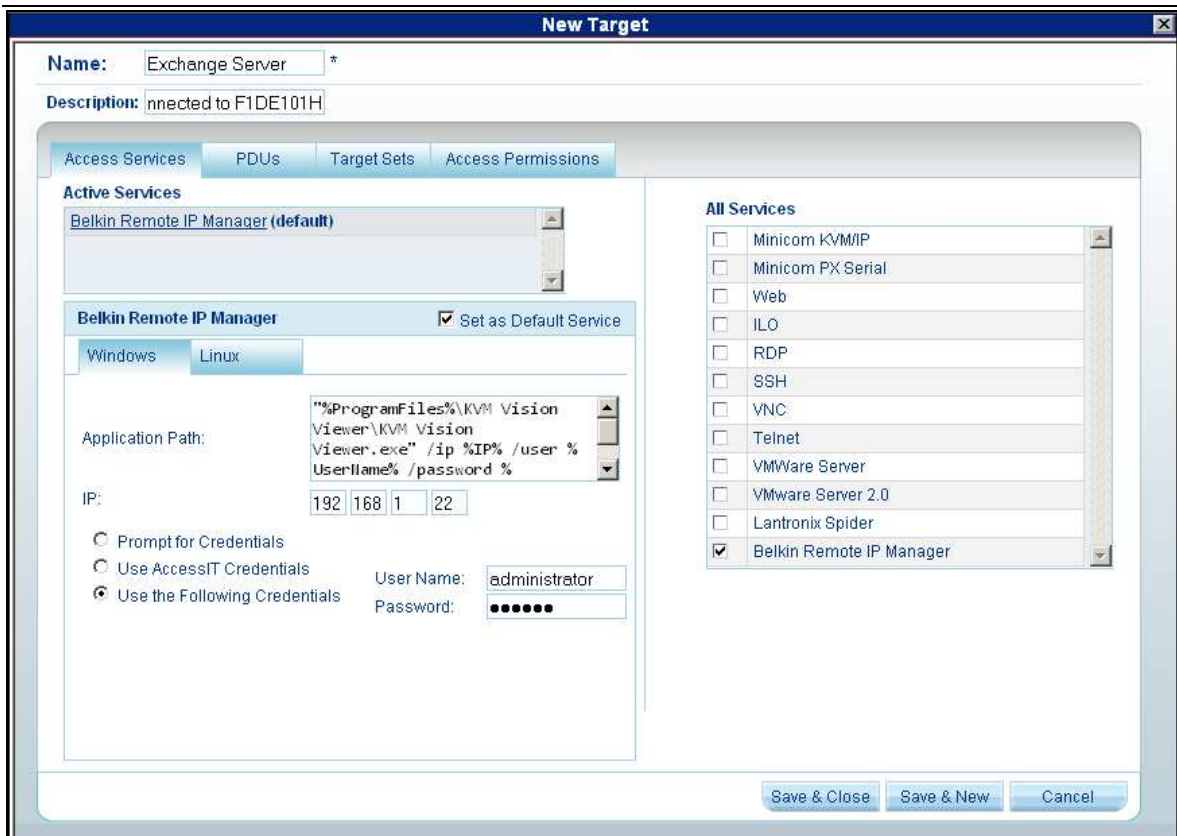 New Target
Name: Exchange Server *
Description: nnected to F1DE101H
Access Services PDUs Target Sets Access Permissions
Active Services
Belkin Remote IP Manager (default)
Belkin Remote IP Manager Set as Default Service
Windows Linux
Application Path:
"%ProgramFiles%\KVM Vision
Viewer\KVM Vision
Viewer.exe" /ip %IP% /user %
UserName% /password %
IP: 192 168 1 22
Prompt for Credentials
Use AccessIT Credentials
Use the Following Credentials
User Name: administrator
Password: ●●●●●●
All Services
Minicom KVM/IP
Minicom PX Serial
Web
ILO
RDP
SSH
VNC
Telnet
VMWare Server
VMware Server 2.0
Lantronix Spider
Belkin Remote IP Manager
Save & Close Save & New Cancel